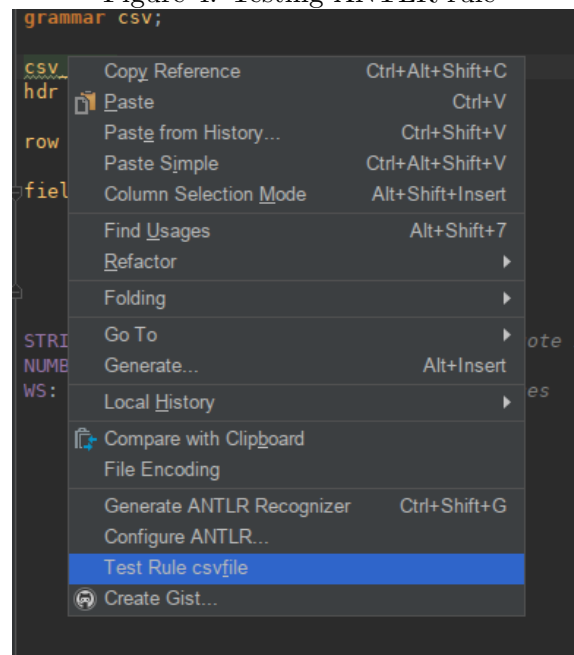 Figure 4: Testing ANTLR rule
grammar csv;
csv_
hdr
row
fiel
STRI
NUMB
WS:
ote
es
Copy Reference Ctrl+Alt+Shift+C
Paste Ctrl+V
Paste from History... Ctrl+Shift+V
Paste Simple Ctrl+Alt+Shift+V
Column Selection Mode Alt+Shift+Insert
Find Usages Alt+Shift+7
Refactor
Folding
Go To
Generate... Alt+Insert
Local History
Compare with Clipboard
File Encoding
Generate ANTLR Recognizer Ctrl+Shift+G
Configure ANTLR...
Test Rule csvfile
Create Gist...